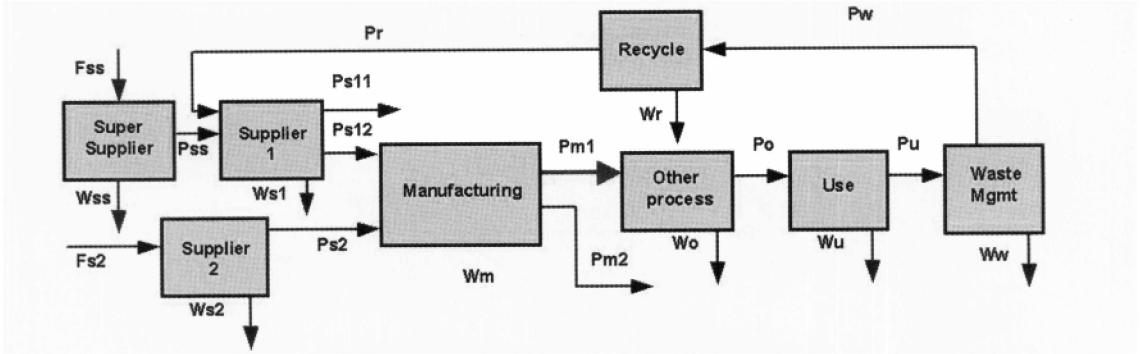 Pw
Pr
Recycle
Fss
Ps11
Wr
Super
Supplier
Pss
Supplier
1
Ps12
Pm1
Po
Pu
Manufacturing
Other
process
Use
Waste
Mgmt
Wss
Ws1
Fs2
Supplier
2
Ps2
Wm
Pm2
Wo
Wu
Ww
Ws2